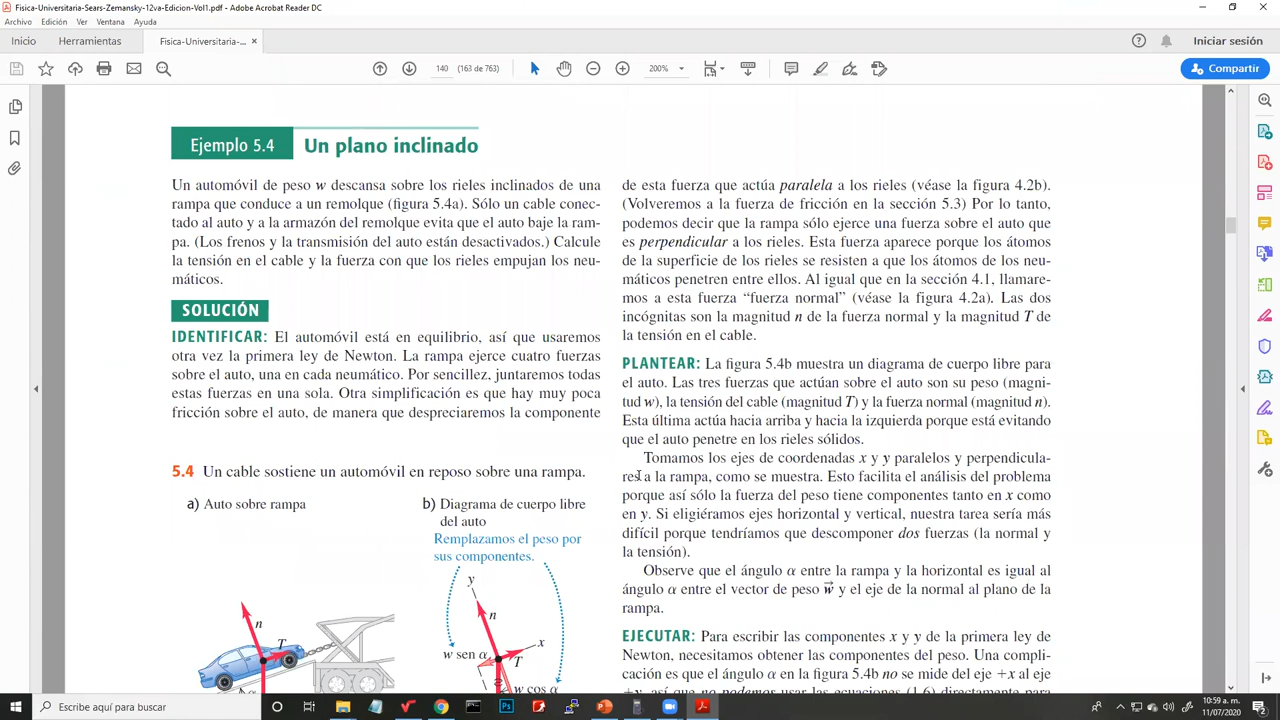 Fisica-Universitaria-Sears-Zemansky-12va-Edicion-Vol1.pdf - Adobe Acrobat Reader DC
Archivo Edición Ver Ventana Ayuda
Inicio Herramientas Fisica-Universitaria-... × ? Iniciar sesión
140 (163 de 763) 200% Compartir
Ejemplo 5.4 Un plano inclinado
Un automóvil de peso w descansa sobre los rieles inclinados de una
rampa que conduce a un remolque (figura 5.4a). Sólo un cable conec-
tado al auto y a la armazón del remolque evita que el auto baje la ram-
pa. (Los frenos y la transmisión del auto están desactivados.) Calcule
la tensión en el cable y la fuerza con que los rieles empujan los neu-
máticos.
SOLUCIÓN
IDENTIFICAR: El automóvil está en equilibrio, así que usaremos
otra vez la primera ley de Newton. La rampa ejerce cuatro fuerzas
sobre el auto, una en cada neumático. Por sencillez, juntaremos todas
estas fuerzas en una sola. Otra simplificación es que hay muy poca
fricción sobre el auto, de manera que despreciaremos la componente
5.4 Un cable sostiene un automóvil en reposo sobre una rampa.
a) Auto sobre rampa
b) Diagrama de cuerpo libre
del auto
Remplazamos el peso por
sus componentes.
n
T
α
y
n
x
w sen α
T
w cos α
de esta fuerza que actúa paralela a los rieles (véase la figura 4.2b).
(Volveremos a la fuerza de fricción en la sección 5.3) Por lo tanto,
podemos decir que la rampa sólo ejerce una fuerza sobre el auto que
es perpendicular a los rieles. Esta fuerza aparece porque los átomos
de la superficie de los rieles se resisten a que los átomos de los neu-
máticos penetren entre ellos. Al igual que en la sección 4.1, llamare-
mos a esta fuerza “fuerza normal” (véase la figura 4.2a). Las dos
incógnitas son la magnitud n de la fuerza normal y la magnitud T de
la tensión en el cable.
PLANTEAR: La figura 5.4b muestra un diagrama de cuerpo libre para
el auto. Las tres fuerzas que actúan sobre el auto son su peso (magni-
tud w), la tensión del cable (magnitud T) y la fuerza normal (magnitud n).
Esta última actúa hacia arriba y hacia la izquierda porque está evitando
que el auto penetre en los rieles sólidos.
Tomamos los ejes de coordenadas x y y paralelos y perpendicula-
res a la rampa, como se muestra. Esto facilita el análisis del problema
porque así sólo la fuerza del peso tiene componentes tanto en x como
en y. Si eligiéramos ejes horizontal y vertical, nuestra tarea sería más
difícil porque tendríamos que descomponer dos fuerzas (la normal y
la tensión).
Observe que el ángulo α entre la rampa y la horizontal es igual al
ángulo α entre el vector de peso w⃗ y el eje de la normal al plano de la
rampa.
EJECUTAR: Para escribir las componentes x y y de la primera ley de
Newton, necesitamos obtener las componentes del peso. Una compli-
cación es que el ángulo α en la figura 5.4b no se mide del eje +x al eje
+y, así que no podemos usar las ecuaciones (1.6) directamente para
Escribe aquí para buscar
10:59 a. m.
11/07/2020
2